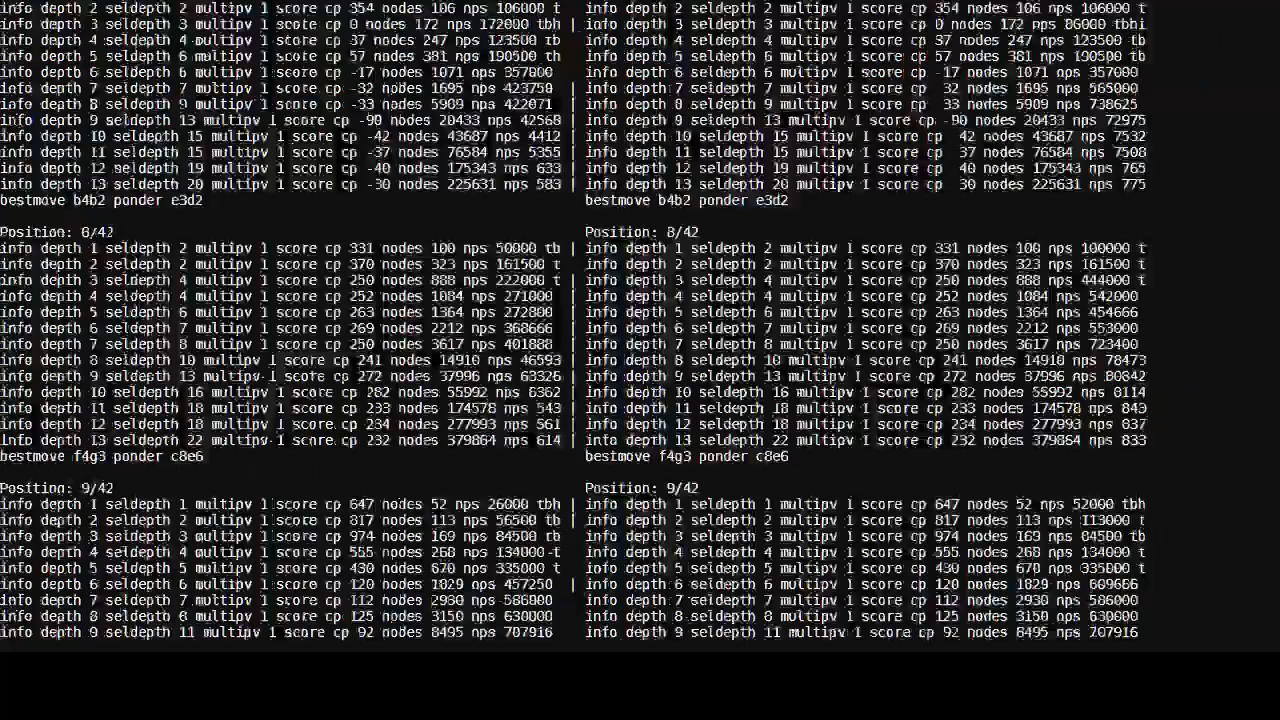 info depth 2 seldepth 2 multipv 1 score cp 354 nodes 106 nps 106000 t info depth 2 seldepth 2 multipv 1 score cp 354 nodes 106 nps 106000 t
info depth 3 seldepth 3 multipv 1 score cp 0 nodes 172 nps 172000 tbh | info depth 3 seldepth 3 multipv 1 score cp 0 nodes 172 nps 86000 tbhi
info depth 4 seldepth 4 multipv 1 score cp 37 nodes 247 nps 123500 tb info depth 4 seldepth 4 multipv 1 score cp 37 nodes 247 nps 123500 tb
info depth 5 seldepth 6 multipv 1 score cp 57 nodes 381 nps 190500 tb info depth 5 seldepth 6 multipv 1 score cp 57 nodes 381 nps 190500 tb
info depth 6 seldepth 6 multipv 1 score cp -17 nodes 1071 nps 357000 info depth 6 seldepth 6 multipv 1 score cp -17 nodes 1071 nps 357000
info depth 7 seldepth 7 multipv 1 score cp -32 nodes 1695 nps 423750 | info depth 7 seldepth 7 multipv 1 score cp 32 nodes 1695 nps 565000
info depth 8 seldepth 9 multipv 1 score cp -33 nodes 5909 nps 422071 | info depth 8 seldepth 9 multipv 1 score cp 33 nodes 5909 nps 738625
info depth 9 seldepth 13 multipv 1 score cp -90 nodes 20433 nps 42568 | info depth 9 seldepth 13 multipv 1 score cp -90 nodes 20433 nps 72975
info depth 10 seldepth 15 multipv 1 score cp -42 nodes 43687 nps 4412 | info depth 10 seldepth 15 multipv 1 score cp 42 nodes 43687 nps 7532
info depth 11 seldepth 15 multipv 1 score cp -37 nodes 76584 nps 5355 | info depth 11 seldepth 15 multipv 1 score cp 37 nodes 76584 nps 7508
info depth 12 seldepth 19 multipv 1 score cp -40 nodes 175343 nps 633 | info depth 12 seldepth 19 multipv 1 score cp 40 nodes 175343 nps 765
info depth 13 seldepth 20 multipv 1 score cp -30 nodes 225631 nps 583 | info depth 13 seldepth 20 multipv 1 score cp 30 nodes 225631 nps 775
bestmove b4b2 ponder e3d2 bestmove b4b2 ponder e3d2
Position: 8/42 Position: 8/42
info depth 1 seldepth 2 multipv 1 score cp 331 nodes 100 nps 50000 tb | info depth 1 seldepth 2 multipv 1 score cp 331 nodes 100 nps 100000 t
info depth 2 seldepth 2 multipv 1 score cp 370 nodes 323 nps 161500 t info depth 2 seldepth 2 multipv 1 score cp 370 nodes 323 nps 161500 t
info depth 3 seldepth 4 multipv 1 score cp 250 nodes 888 nps 222000 t | info depth 3 seldepth 4 multipv 1 score cp 250 nodes 888 nps 444000 t
info depth 4 seldepth 4 multipv 1 score cp 252 nodes 1084 nps 271000 | info depth 4 seldepth 4 multipv 1 score cp 252 nodes 1084 nps 542000
info depth 5 seldepth 6 multipv 1 score cp 263 nodes 1364 nps 272800 | info depth 5 seldepth 6 multipv 1 score cp 263 nodes 1364 nps 454666
info depth 6 seldepth 7 multipv 1 score cp 269 nodes 2212 nps 368666 | info depth 6 seldepth 7 multipv 1 score cp 269 nodes 2212 nps 553000
info depth 7 seldepth 8 multipv 1 score cp 250 nodes 3617 nps 401888 | info depth 7 seldepth 8 multipv 1 score cp 250 nodes 3617 nps 723400
info depth 8 seldepth 10 multipv 1 score cp 241 nodes 14910 nps 46593 | info depth 8 seldepth 10 multipv 1 score cp 241 nodes 14910 nps 78473
info depth 9 seldepth 13 multipv 1 score cp 272 nodes 37996 nps 63326 | info depth 9 seldepth 13 multipv 1 score cp 272 nodes 37996 nps 80842
info depth 10 seldepth 16 multipv 1 score cp 282 nodes 55992 nps 6362 | info depth 10 seldepth 16 multipv 1 score cp 282 nodes 55992 nps 8114
info depth 11 seldepth 18 multipv 1 score cp 233 nodes 174578 nps 543 | info depth 11 seldepth 18 multipv 1 score cp 233 nodes 174578 nps 843
info depth 12 seldepth 18 multipv 1 score cp 234 nodes 277993 nps 561 | info depth 12 seldepth 18 multipv 1 score cp 234 nodes 277993 nps 837
info depth 13 seldepth 22 multipv 1 score cp 232 nodes 379864 nps 614 | info depth 13 seldepth 22 multipv 1 score cp 232 nodes 379864 nps 833
bestmove f4g3 ponder c8e6 bestmove f4g3 ponder c8e6
Position: 9/42 Position: 9/42
info depth 1 seldepth 1 multipv 1 score cp 647 nodes 52 nps 26000 tbh | info depth 1 seldepth 1 multipv 1 score cp 647 nodes 52 nps 52000 tbh
info depth 2 seldepth 2 multipv 1 score cp 817 nodes 113 nps 56500 tb | info depth 2 seldepth 2 multipv 1 score cp 817 nodes 113 nps 113000 t
info depth 3 seldepth 3 multipv 1 score cp 974 nodes 169 nps 84500 tb info depth 3 seldepth 3 multipv 1 score cp 974 nodes 169 nps 84500 tb
info depth 4 seldepth 4 multipv 1 score cp 555 nodes 268 nps 134000 t info depth 4 seldepth 4 multipv 1 score cp 555 nodes 268 nps 134000 t
info depth 5 seldepth 5 multipv 1 score cp 430 nodes 670 nps 335000 t info depth 5 seldepth 5 multipv 1 score cp 430 nodes 670 nps 335000 t
info depth 6 seldepth 6 multipv 1 score cp 120 nodes 1829 nps 457250 | info depth 6 seldepth 6 multipv 1 score cp 120 nodes 1829 nps 609666
info depth 7 seldepth 7 multipv 1 score cp 112 nodes 2930 nps 586000 info depth 7 seldepth 7 multipv 1 score cp 112 nodes 2930 nps 586000
info depth 8 seldepth 8 multipv 1 score cp 125 nodes 3150 nps 630000 info depth 8 seldepth 8 multipv 1 score cp 125 nodes 3150 nps 630000
info depth 9 seldepth 11 multipv 1 score cp 92 nodes 8495 nps 707916 info depth 9 seldepth 11 multipv 1 score cp 92 nodes 8495 nps 707916